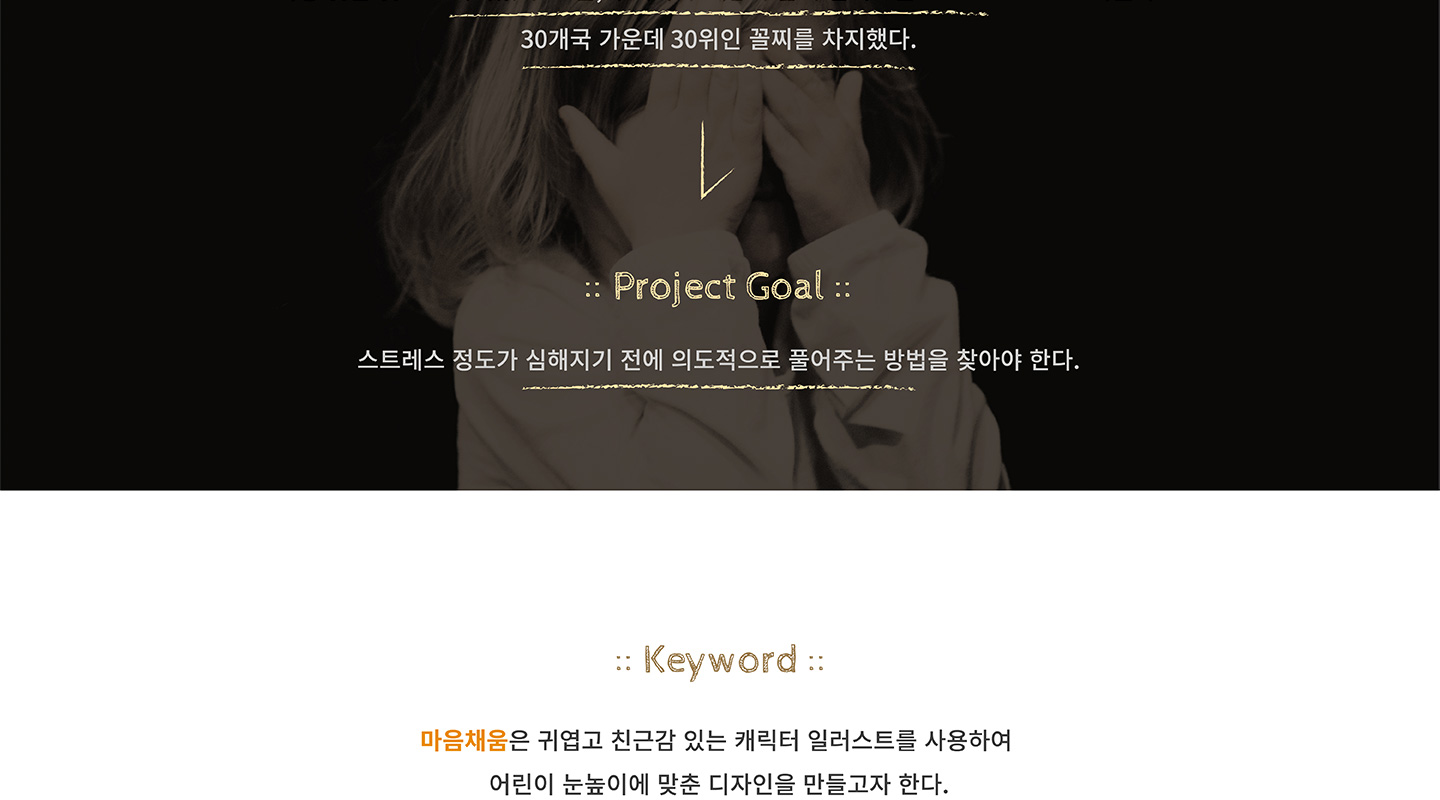 30개국 가운데 30위인 꼴찌를 차지했다.
:: Project Goal ::
스트레스 정도가 심해지기 전에 의도적으로 풀어주는 방법을 찾아야 한다.
:: Keyword ::
마음채움은 귀엽고 친근감 있는 캐릭터 일러스트를 사용하여
어린이 눈높이에 맞춘 디자인을 만들고자 한다.